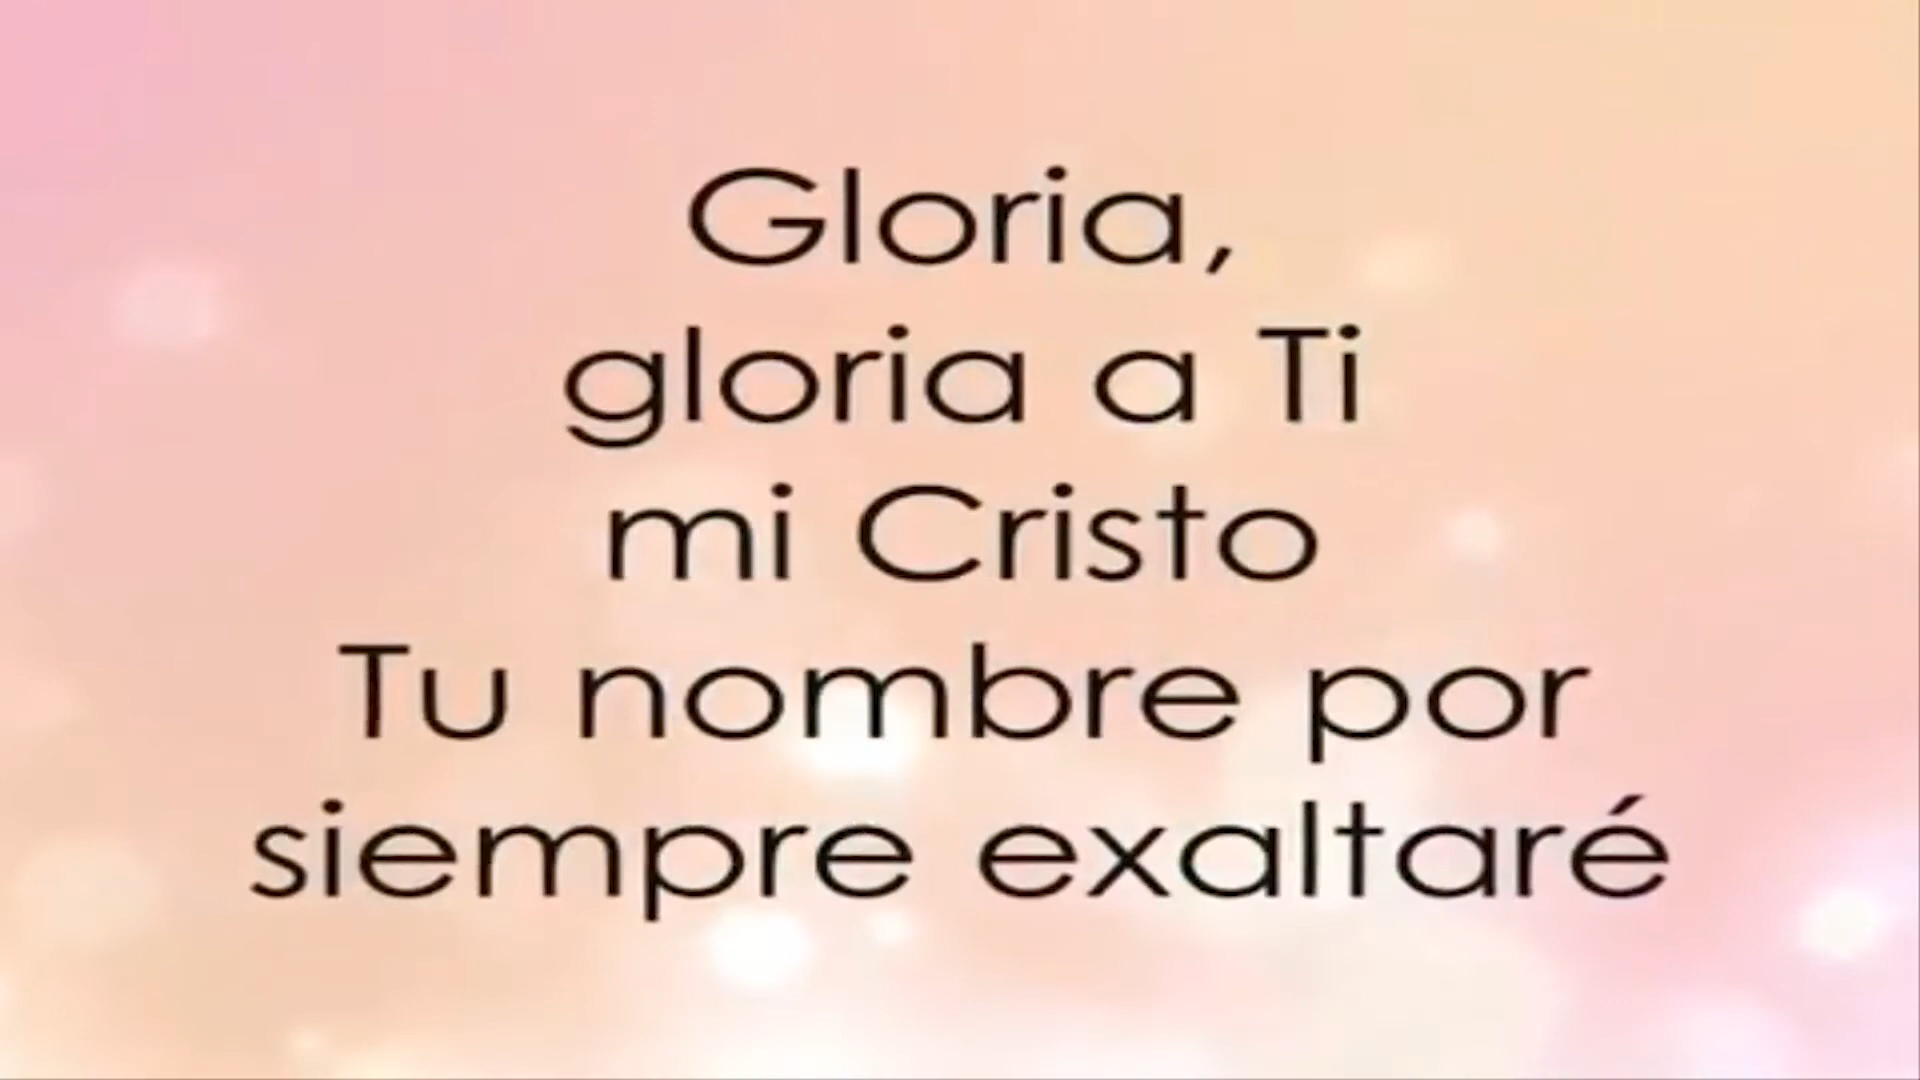 Gloria,
gloria a Ti
mi Cristo
Tu nombre por
siempre exaltaré